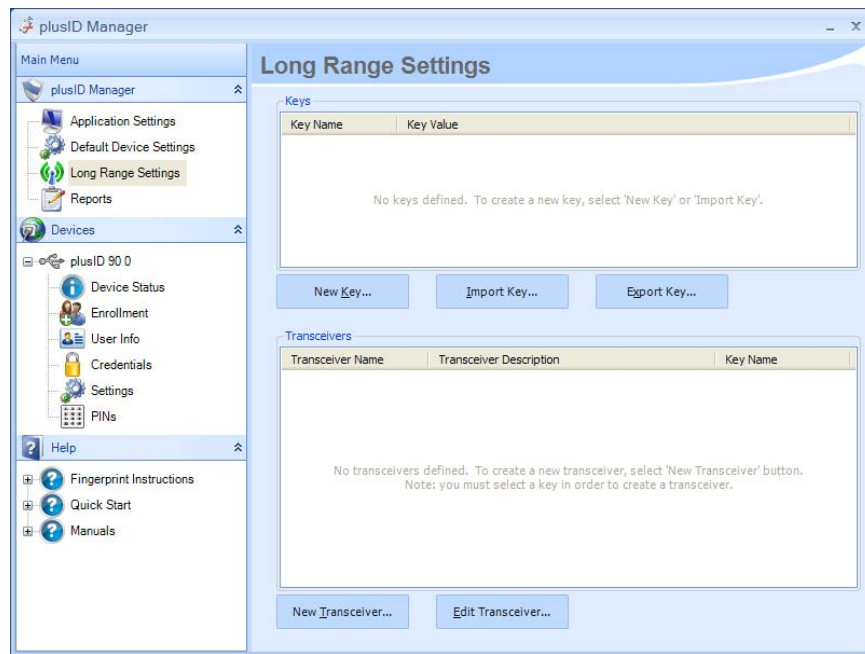 plusID Manager
Main Menu
plusID Manager
Application Settings
Default Device Settings
Long Range Settings
Reports
Devices
plusID 90 0
Device Status
Enrollment
User Info
Credentials
Settings
PINs
Help
Fingerprint Instructions
Quick Start
Manuals
Long Range Settings
Keys
Key Name Key Value
No keys defined. To create a new key, select 'New Key' or 'Import Key'.
New Key... Import Key... Export Key...
Transceivers
Transceiver Name Transceiver Description Key Name
No transceivers defined. To create a new transceiver, select 'New Transceiver' button.
Note: you must select a key in order to create a transceiver.
New Transceiver... Edit Transceiver...